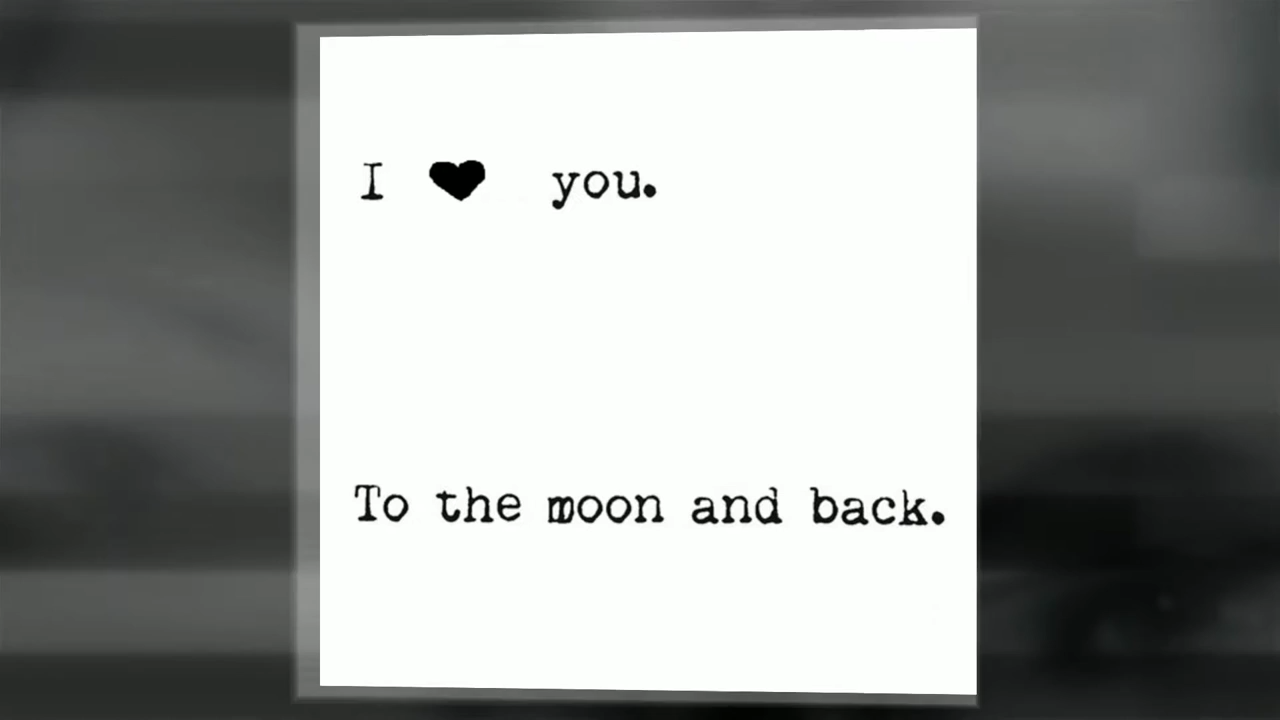 I ♥ you.
To the moon and back.